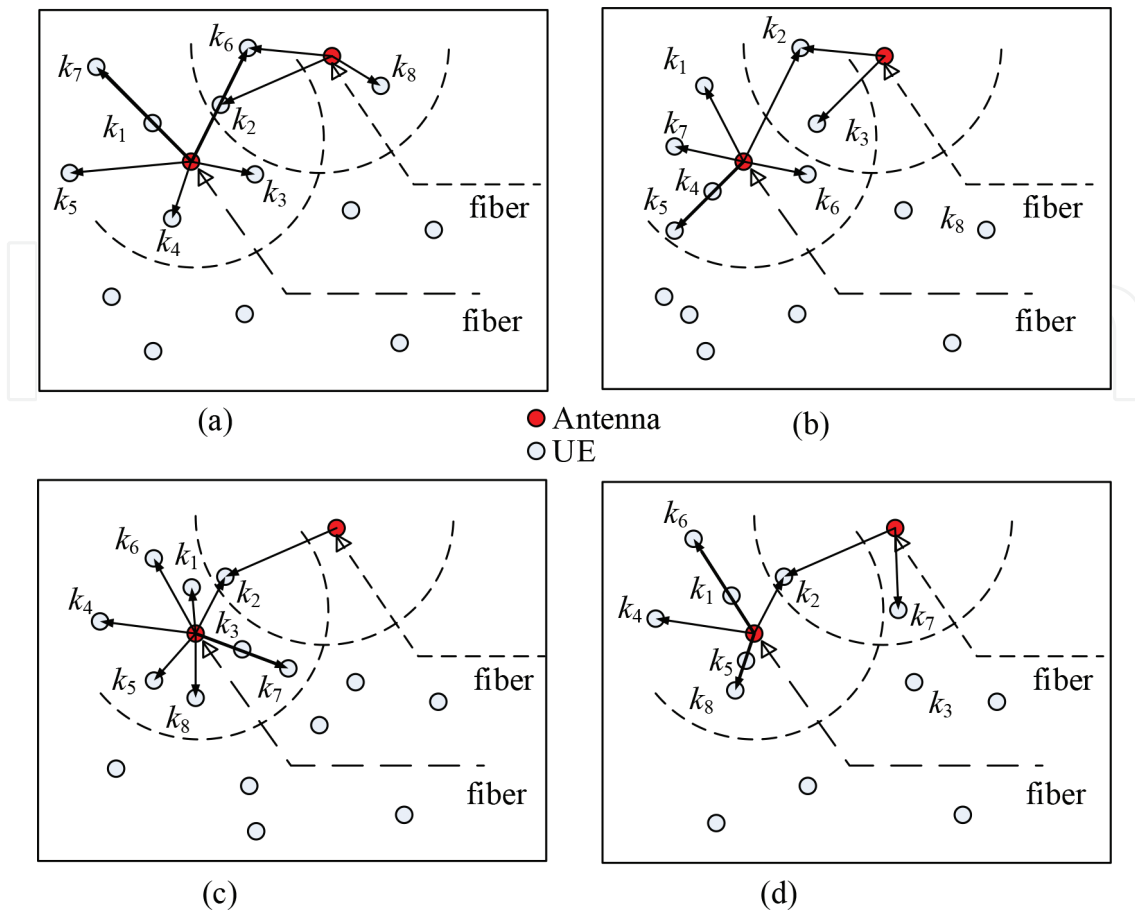 k6
k7
k8
k1
k2
k5
k3
k4
fiber
fiber
(a)
k2
k1
k7
k3
k4
k5
k6
k8
fiber
fiber
(b)
Antenna
UE
k6
k1
k2
k4
k3
k5
k7
k8
fiber
fiber
(c)
k6
k1
k2
k4
k7
k5
k8
k3
fiber
fiber
(d)